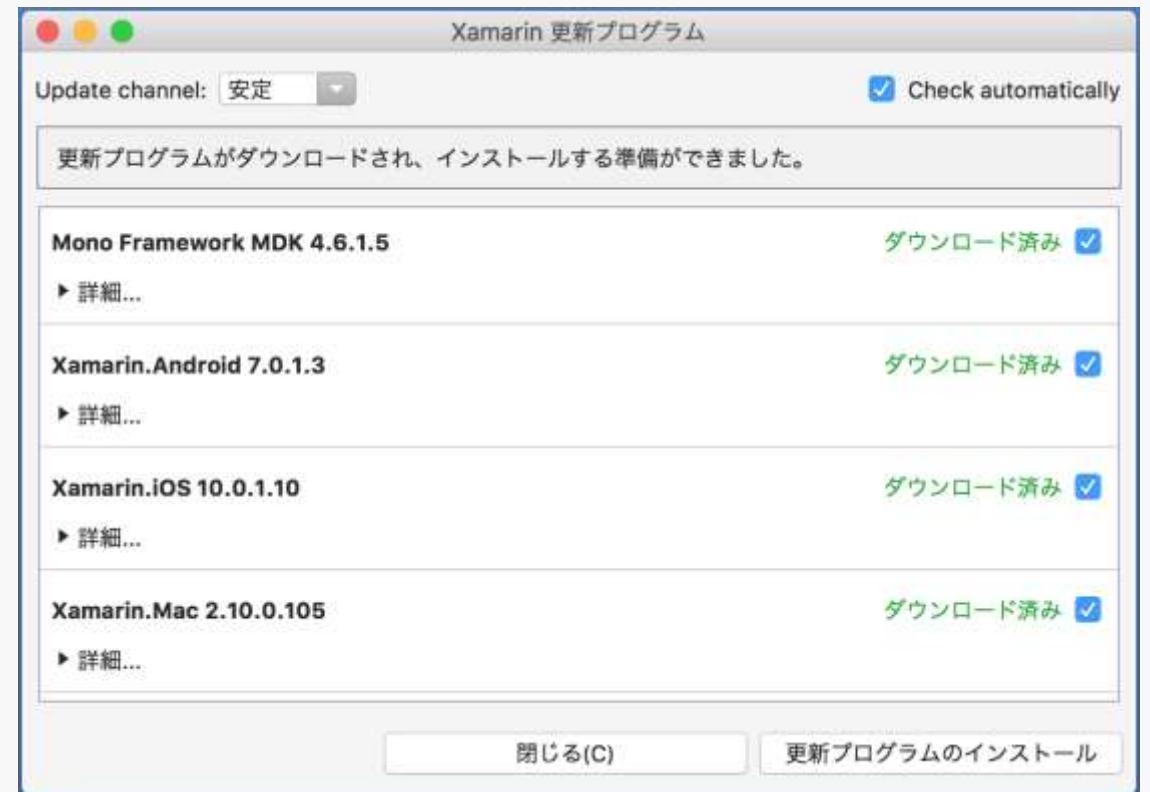 Xamarin 更新プログラム
Update channel: 安定 Check automatically
更新プログラムがダウンロードされ、インストールする準備ができました。
Mono Framework MDK 4.6.1.5 ダウンロード済み
詳細...
Xamarin.Android 7.0.1.3 ダウンロード済み
詳細...
Xamarin.iOS 10.0.1.10 ダウンロード済み
詳細...
Xamarin.Mac 2.10.0.105 ダウンロード済み
詳細...
閉じる(C) 更新プログラムのインストール